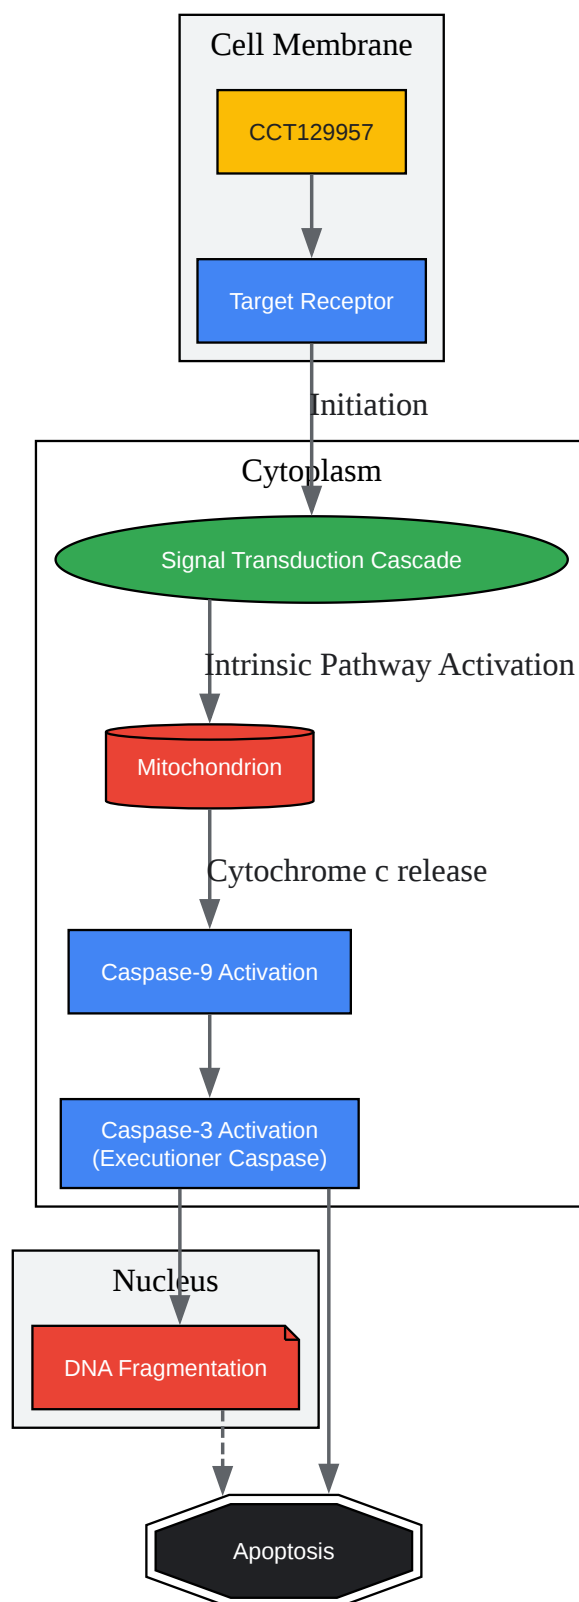 Cell Membrane
CCT129957
Target Receptor
Initiation
Cytoplasm
Signal Transduction Cascade
Intrinsic Pathway Activation
Mitochondrion
Cytochrome c release
Caspase-9 Activation
Caspase-3 Activation
(Executioner Caspase)
Nucleus
DNA Fragmentation
Apoptosis